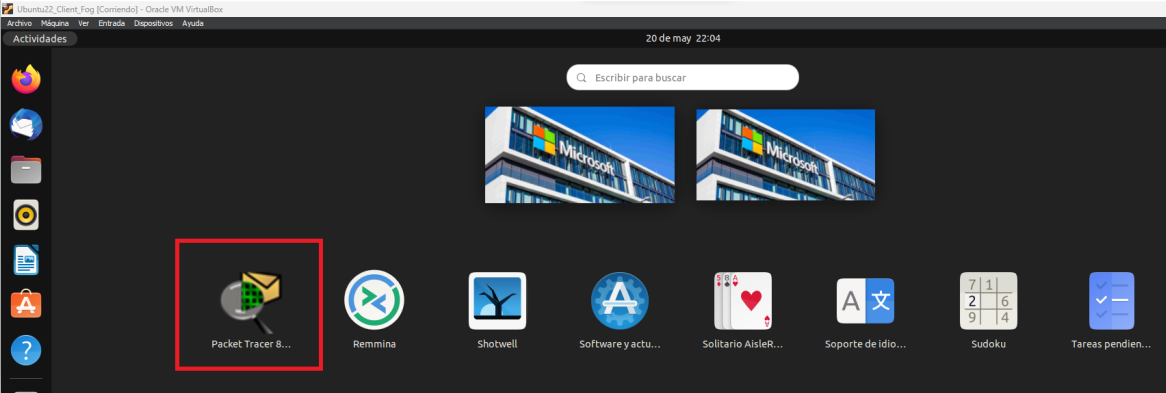 Ubuntu22_Client_Fog [Corriendo] - Oracle VM VirtualBox
Archivo Máquina Ver Entrada Dispositivos Ayuda
Actividades 20 de may 22:04
Escribir para buscar
Microsoft Microsoft
Packet Tracer 8... Remmina Shotwell Software y actu... Solitario AisleR... Soporte de idio... Sudoku Tareas pendien...